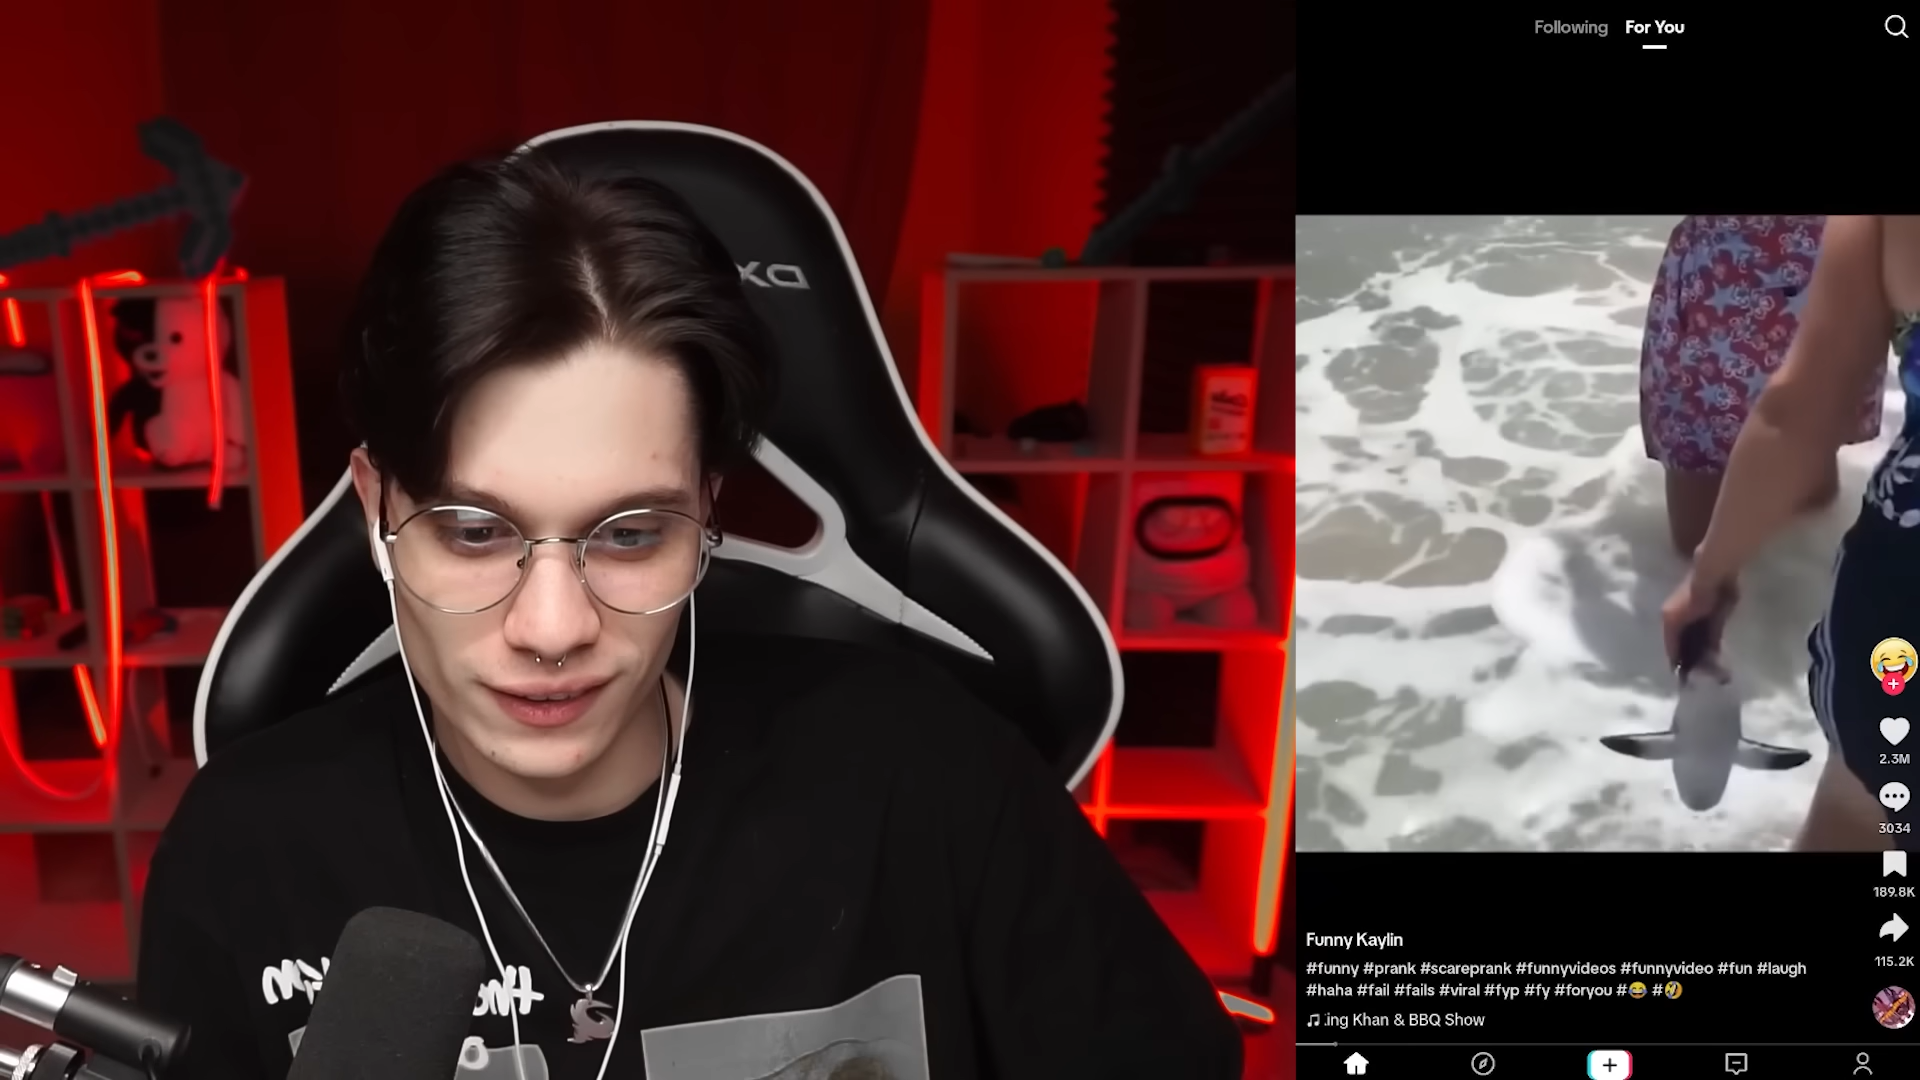 Following For You
DX
2.3M
3034
189.8K
115.2K
Funny Kaylin
#funny #prank #scareprank #funnyvideos #funnyvideo #fun #laugh
#haha #fail #fails #viral #fyp #fy #foryou #😂 #🤣
ing Khan & BBQ Show